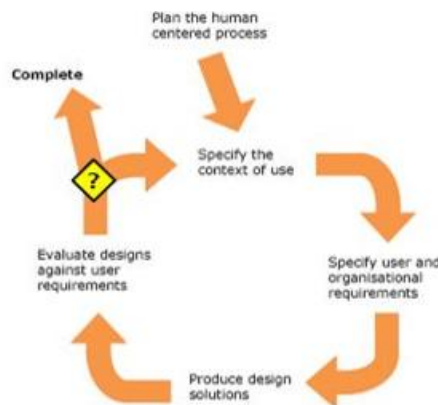 Plan the human
centered process
Complete
?
Specify the
context of use
Evaluate designs
against user
requirements
Specify user and
organisational
requirements
Produce design
solutions